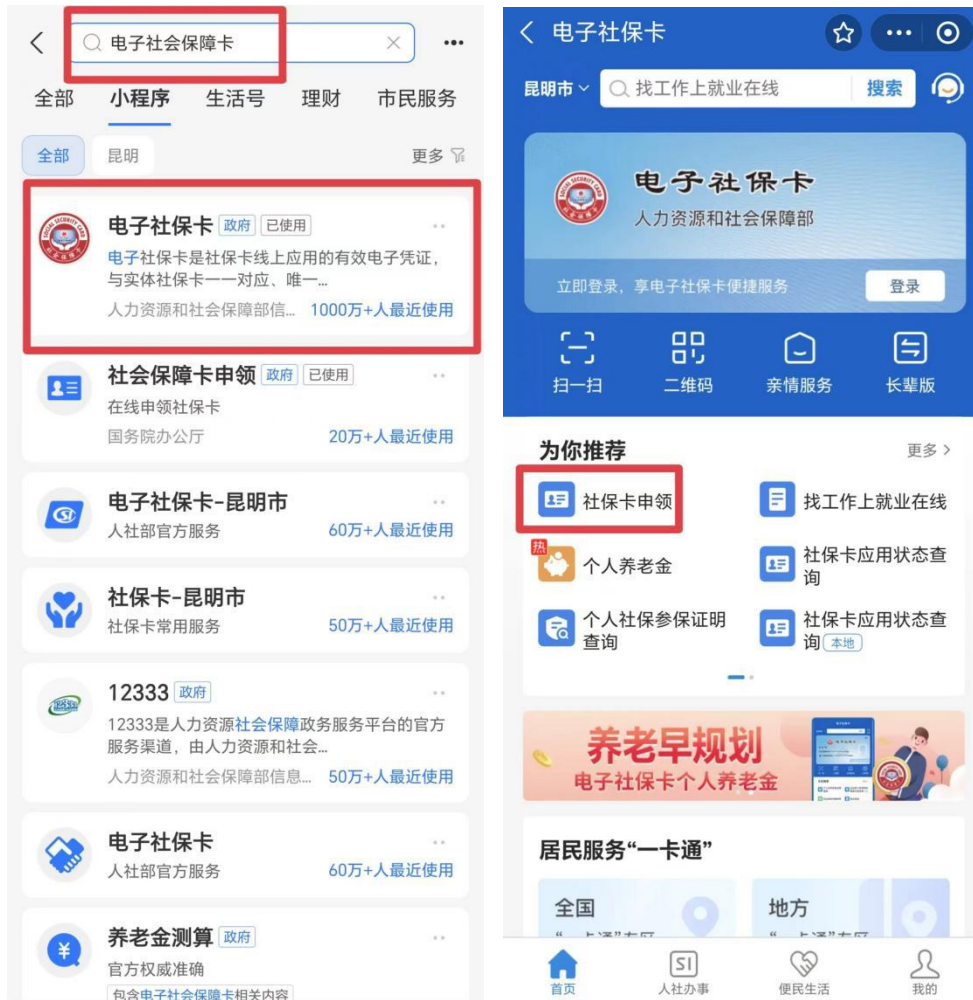 电子社会保障卡
全部 小程序 生活号 理财 市民服务
全部 昆明 更多
电子社保卡 政府 已使用
电子社保卡是社保卡线上应用的有效电子凭证，
与实体社保卡一一对应、唯一...
人力资源和社会保障部信... 1000万+人最近使用
社会保障卡申领 政府 已使用
在线申领社保卡
国务院办公厅 20万+人最近使用
电子社保卡-昆明市
人社部官方服务 60万+人最近使用
社保卡-昆明市
社保卡常用服务 50万+人最近使用
12333 政府
12333是人力资源社会保障政务服务平台的官方
服务渠道，由人力资源和社会...
人力资源和社会保障部信息... 50万+人最近使用
电子社保卡
人社部官方服务 60万+人最近使用
养老金测算 政府
官方权威准确
包含电子社会保障卡相关内容
电子社保卡
昆明市 找工作上就业在线 搜索
电子社保卡
人力资源和社会保障部
立即登录，享电子社保卡便捷服务 登录
扫一扫 二维码 亲情服务 长辈版
为你推荐 更多
社保卡申领 找工作上就业在线
热
个人养老金 社保卡应用状态查
询
个人社保参保证明 社保卡应用状态查
查询 询 本地
养老早规划
电子社保卡个人养老金
居民服务“一卡通”
全国 地方
首页 人社办事 便民生活 我的